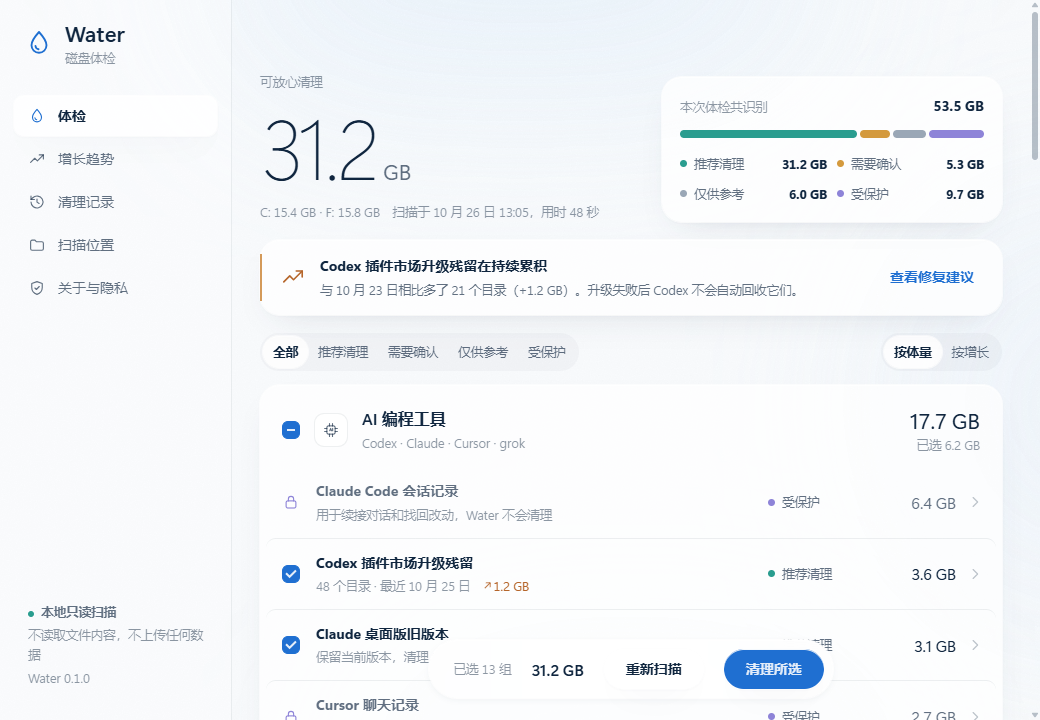 Water
磁盘体检
体检
增长趋势
清理记录
扫描位置
关于与隐私
本地只读扫描
不读取文件内容，不上传任何数
据
Water 0.1.0
可放心清理
31.2 GB
C: 15.4 GB · F: 15.8 GB 扫描于 10 月 26 日 13:05，用时 48 秒
本次体检共识别 53.5 GB
推荐清理 31.2 GB 需要确认 5.3 GB
仅供参考 6.0 GB 受保护 9.7 GB
Codex 插件市场升级残留在持续累积
与 10 月 23 日相比多了 21 个目录（+1.2 GB）。升级失败后 Codex 不会自动回收它们。
查看修复建议
全部 推荐清理 需要确认 仅供参考 受保护 按体量 按增长
AI 编程工具 17.7 GB
Codex · Claude · Cursor · grok 已选 6.2 GB
Claude Code 会话记录
用于续接对话和找回改动，Water 不会清理
受保护 6.4 GB
Codex 插件市场升级残留
48 个目录 · 最近 10 月 25 日 ↗1.2 GB
推荐清理 3.6 GB
Claude 桌面版旧版本
保留当前版本，清理
3.1 GB
已选 13 组 31.2 GB 重新扫描 清理所选
Cursor 聊天记录
受保护 2.7 GB